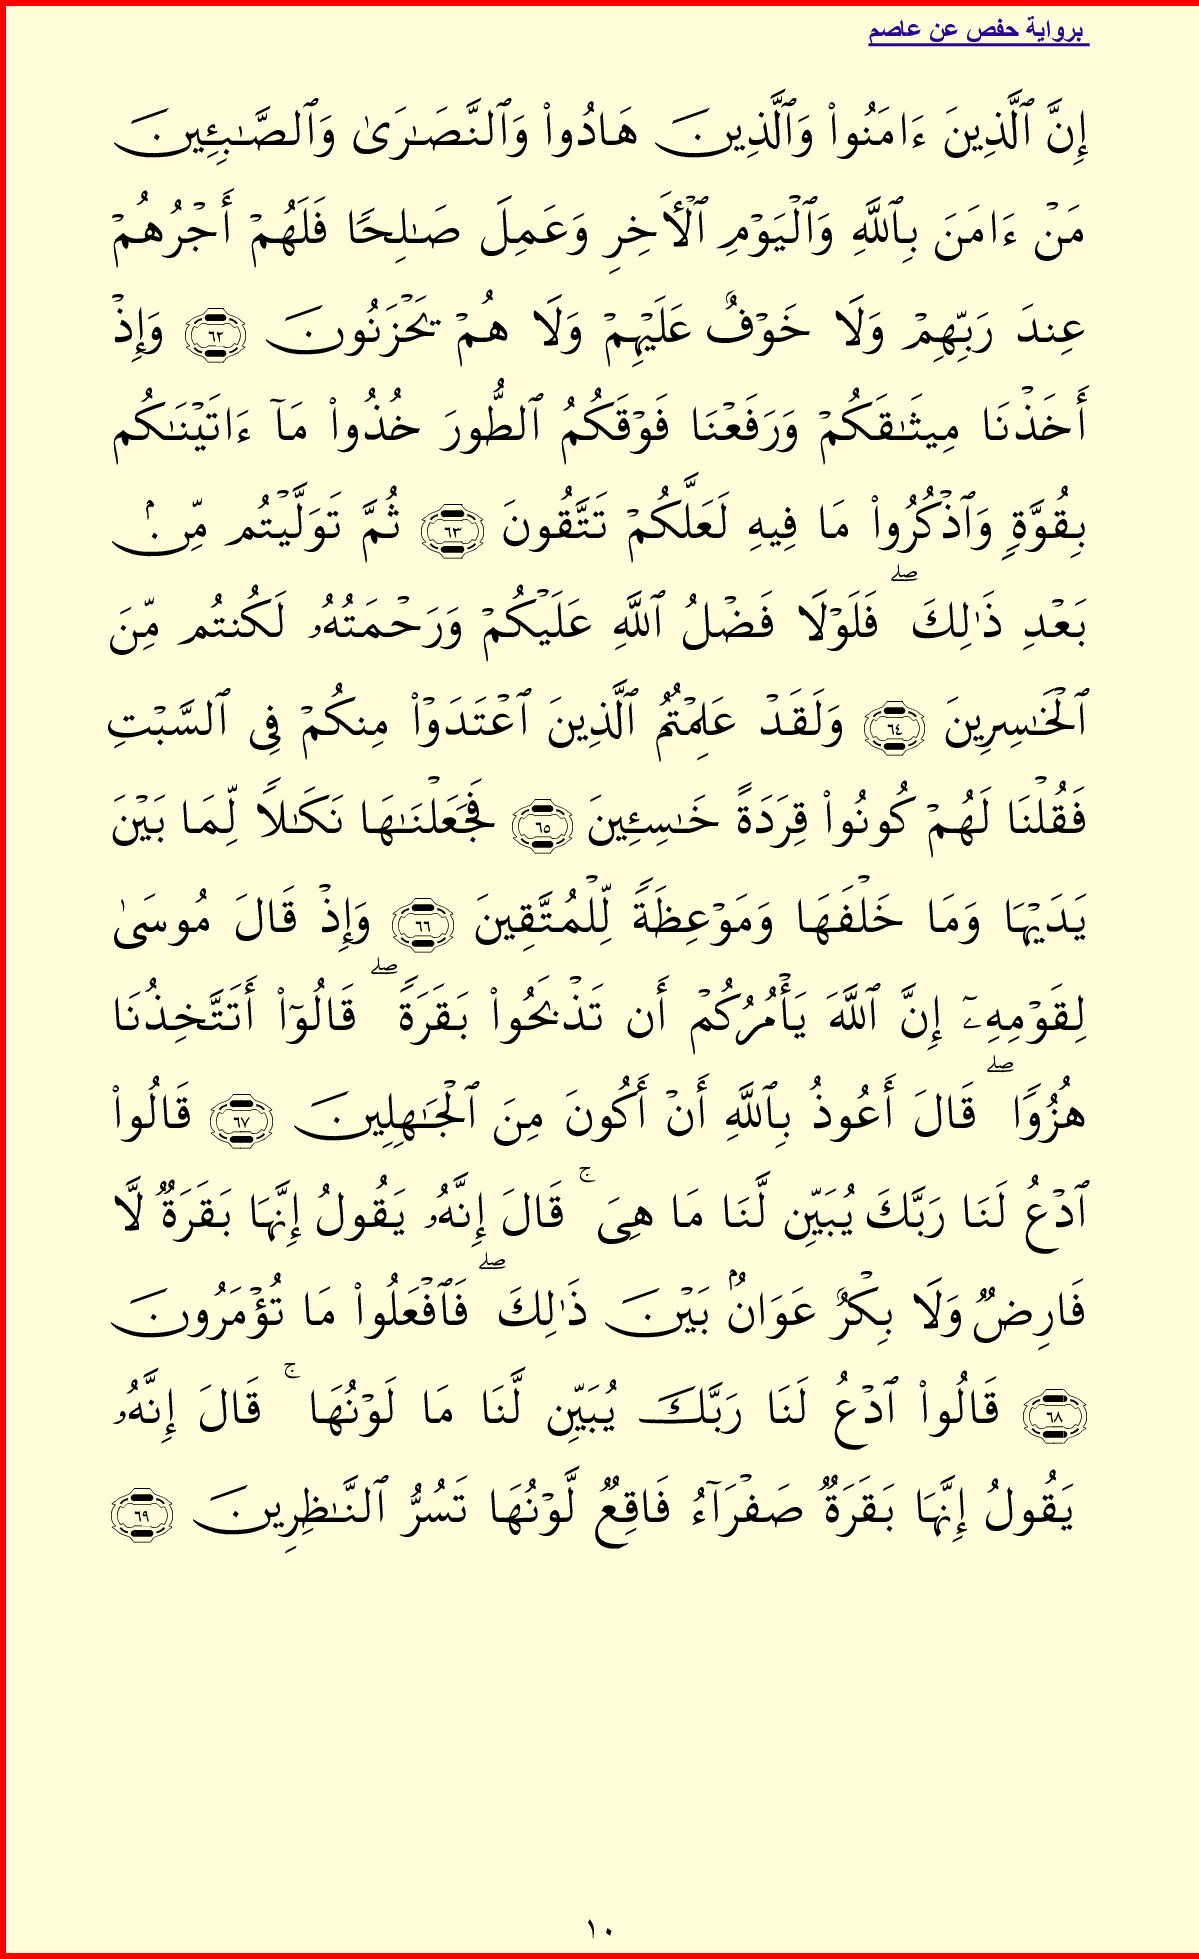 برواية حفص عن عاصم
إِنَّ ٱلَّذِينَ ءَامَنُوا۟ وَٱلَّذِينَ هَادُوا۟ وَٱلنَّصَـٰرَىٰ وَٱلصَّـٰبِـِٔينَ
مَنْ ءَامَنَ بِٱللَّهِ وَٱلْيَوْمِ ٱلْـَٔاخِرِ وَعَمِلَ صَـٰلِحًا فَلَهُمْ أَجْرُهُمْ
عِندَ رَبِّهِمْ وَلَا خَوْفٌ عَلَيْهِمْ وَلَا هُمْ يَحْزَنُونَ ٦٢ وَإِذْ
أَخَذْنَا مِيثَـٰقَكُمْ وَرَفَعْنَا فَوْقَكُمُ ٱلطُّورَ خُذُوا۟ مَآ ءَاتَيْنَـٰكُم
بِقُوَّةٍ وَٱذْكُرُوا۟ مَا فِيهِ لَعَلَّكُمْ تَتَّقُونَ ٦٣ ثُمَّ تَوَلَّيْتُم مِّنۢ
بَعْدِ ذَٰلِكَ ۖ فَلَوْلَا فَضْلُ ٱللَّهِ عَلَيْكُمْ وَرَحْمَتُهُۥ لَكُنتُم مِّنَ
ٱلْخَـٰسِرِينَ ٦٤ وَلَقَدْ عَلِمْتُمُ ٱلَّذِينَ ٱعْتَدَوْا۟ مِنكُمْ فِى ٱلسَّبْتِ
فَقُلْنَا لَهُمْ كُونُوا۟ قِرَدَةً خَـٰسِـِٔينَ ٦٥ فَجَعَلْنَـٰهَا نَكَـٰلًا لِّمَا بَيْنَ
يَدَيْهَا وَمَا خَلْفَهَا وَمَوْعِظَةً لِّلْمُتَّقِينَ ٦٦ وَإِذْ قَالَ مُوسَىٰ
لِقَوْمِهِۦٓ إِنَّ ٱللَّهَ يَأْمُرُكُمْ أَن تَذْبَحُوا۟ بَقَرَةً ۖ قَالُوٓا۟ أَتَتَّخِذُنَا
هُزُوًا ۖ قَالَ أَعُوذُ بِٱللَّهِ أَنْ أَكُونَ مِنَ ٱلْجَـٰهِلِينَ ٦٧ قَالُوا۟
ٱدْعُ لَنَا رَبَّكَ يُبَيِّن لَّنَا مَا هِىَ ۚ قَالَ إِنَّهُۥ يَقُولُ إِنَّهَا بَقَرَةٌ لَّا
فَارِضٌ وَلَا بِكْرٌ عَوَانٌۢ بَيْنَ ذَٰلِكَ ۖ فَٱفْعَلُوا۟ مَا تُؤْمَرُونَ
٦٨ قَالُوا۟ ٱدْعُ لَنَا رَبَّكَ يُبَيِّن لَّنَا مَا لَوْنُهَا ۚ قَالَ إِنَّهُۥ
يَقُولُ إِنَّهَا بَقَرَةٌ صَفْرَآءُ فَاقِعٌ لَّوْنُهَا تَسُرُّ ٱلنَّـٰظِرِينَ ٦٩
١٠